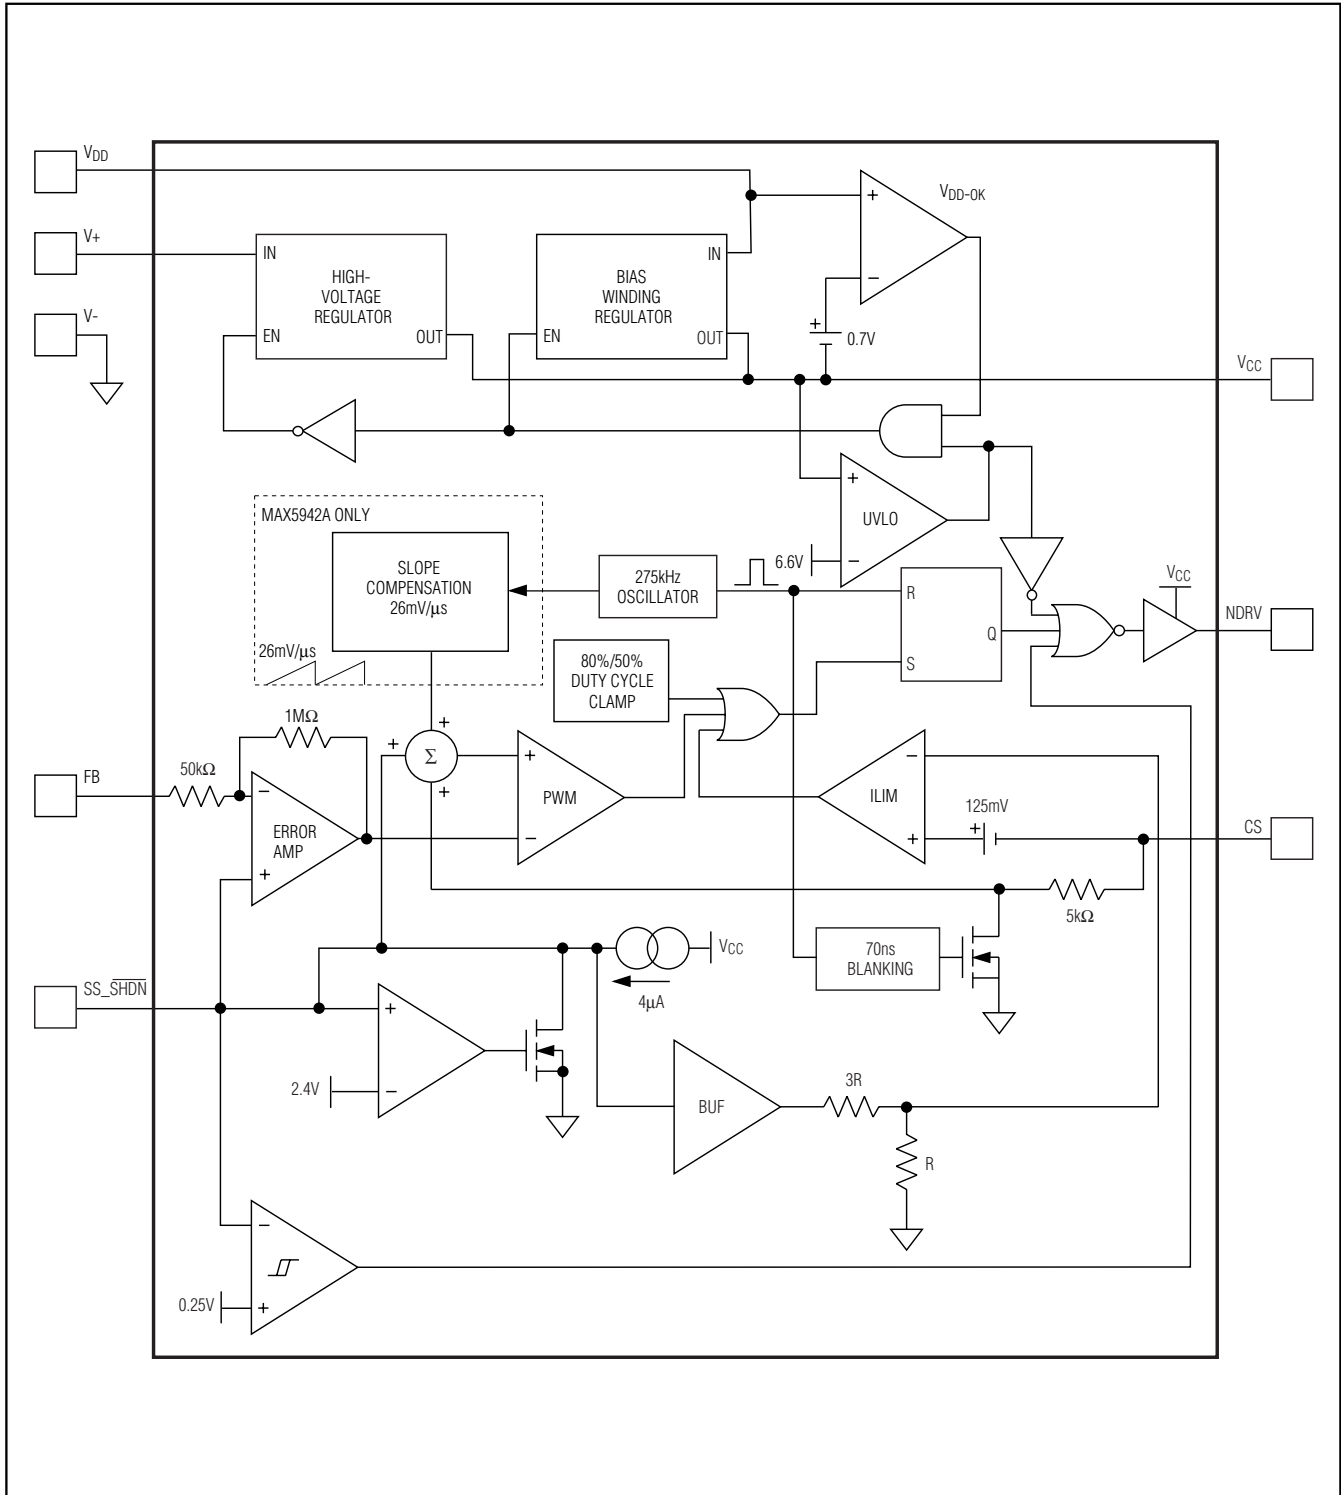 VDD
VDD-OK
+
V+
IN
HIGH-
VOLTAGE
REGULATOR
EN
OUT
BIAS
WINDING
REGULATOR
IN
EN
OUT
−
+
0.7V
V-
VCC
MAX5942A ONLY
SLOPE
COMPENSATION
26mV/µs
26mV/µs
275kHz
OSCILLATOR
+
UVLO
6.6V
−
R
Q
S
VCC
NDRV
80%/50%
DUTY CYCLE
CLAMP
1MΩ
50kΩ
FB
−
ERROR
AMP
+
+
+
Σ
+
+
PWM
−
−
ILIM
+
125mV
+
CS
5kΩ
70ns
BLANKING
VCC
4µA
SS_SHDN
+
2.4V
−
BUF
3R
R
−
0.25V
+